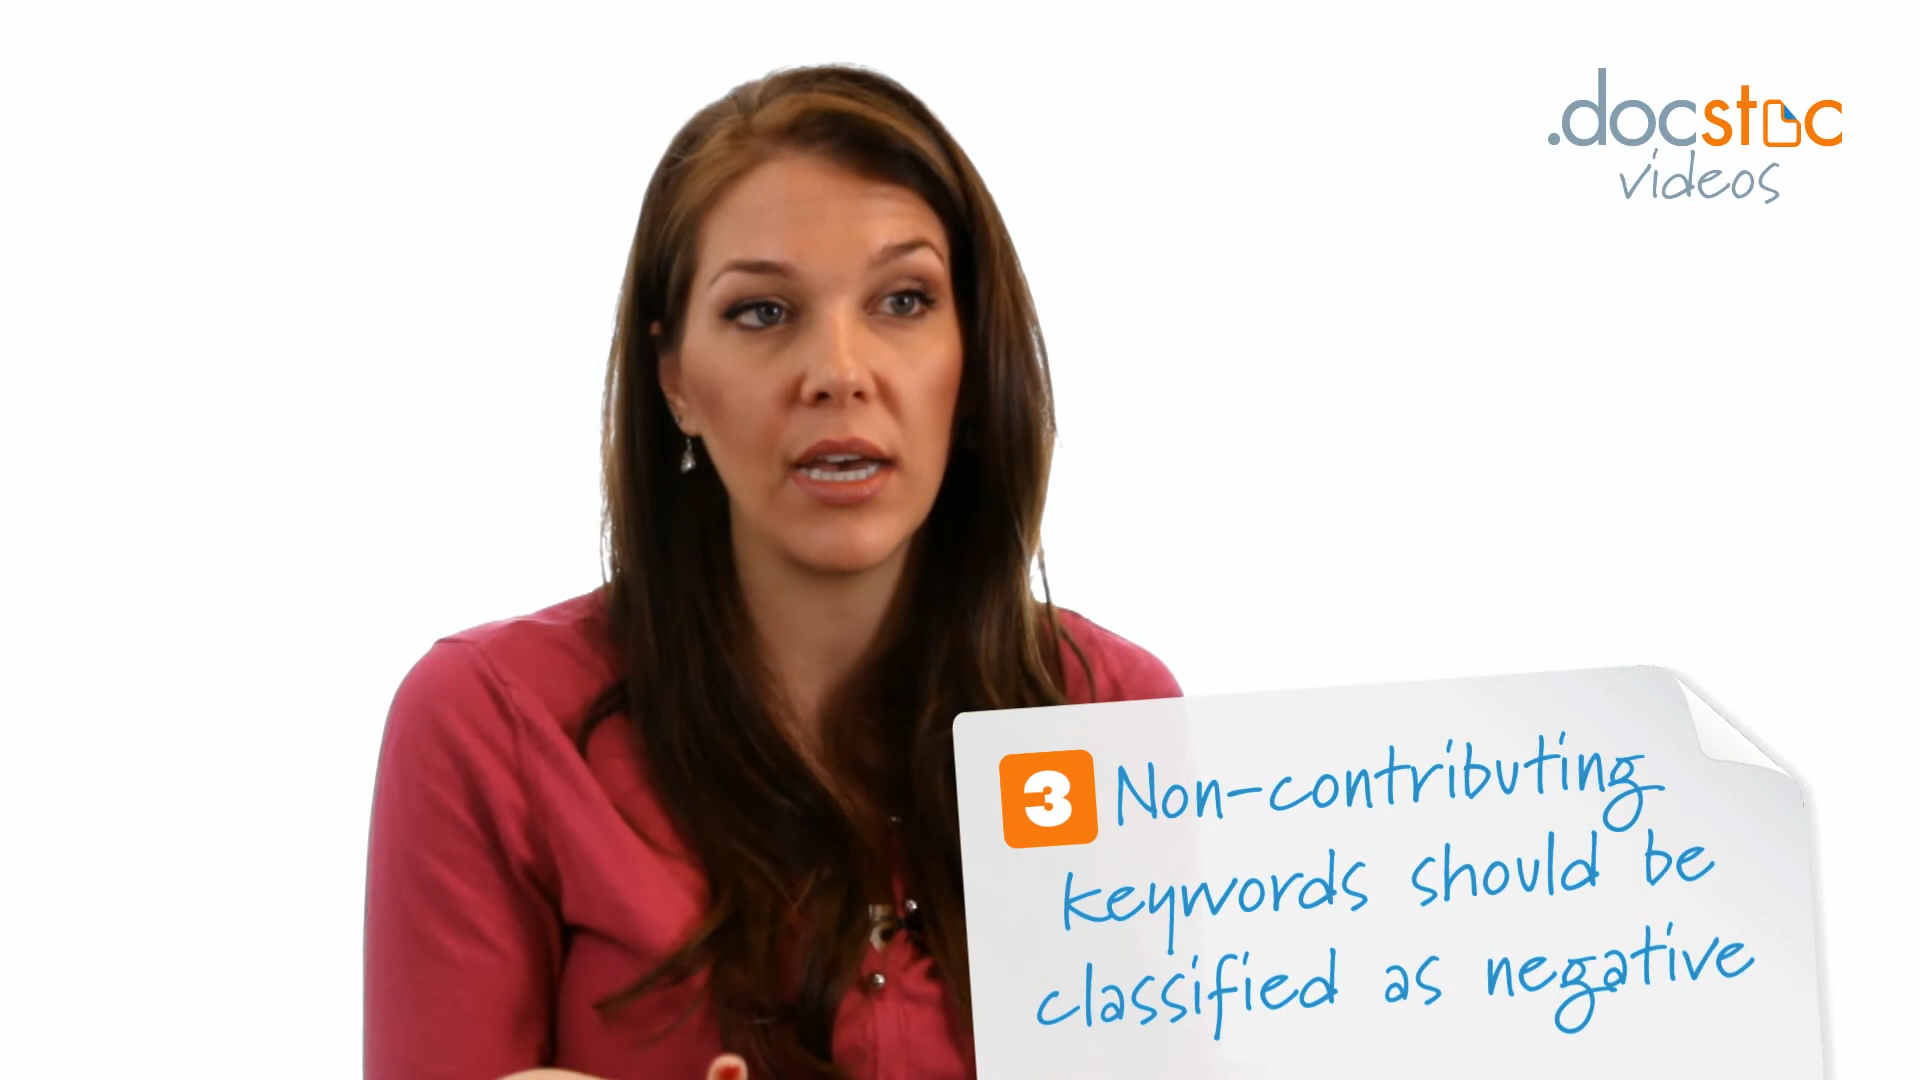 .docstoc
videos
3 Non-contributing
keywords should be
classified as negative